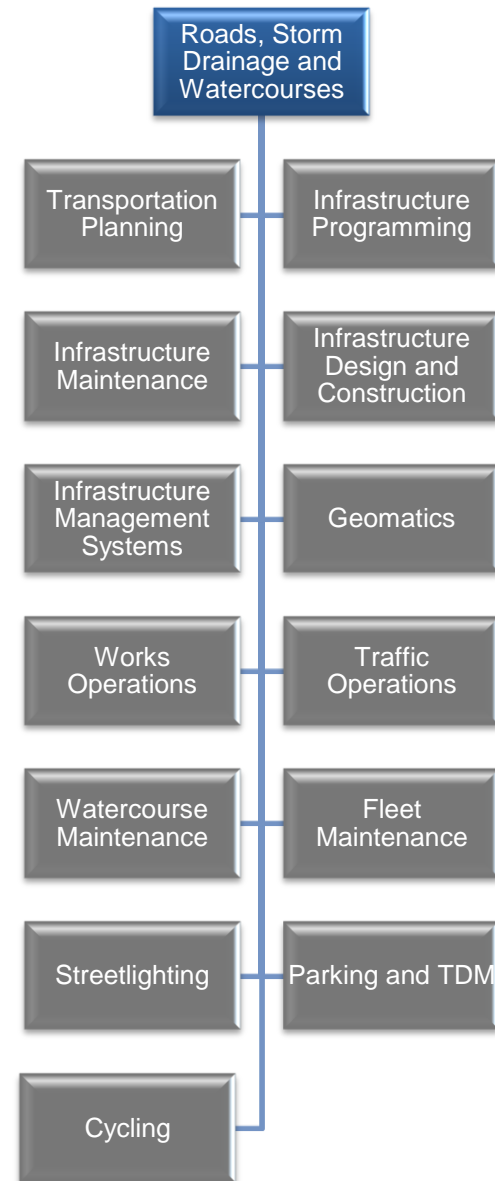 Roads, Storm
Drainage and
Watercourses
Transportation
Planning
Infrastructure
Programming
Infrastructure
Maintenance
Infrastructure
Design and
Construction
Infrastructure
Management
Systems
Geomatics
Works
Operations
Traffic
Operations
Watercourse
Maintenance
Fleet
Maintenance
Streetlighting
Parking and TDM
Cycling